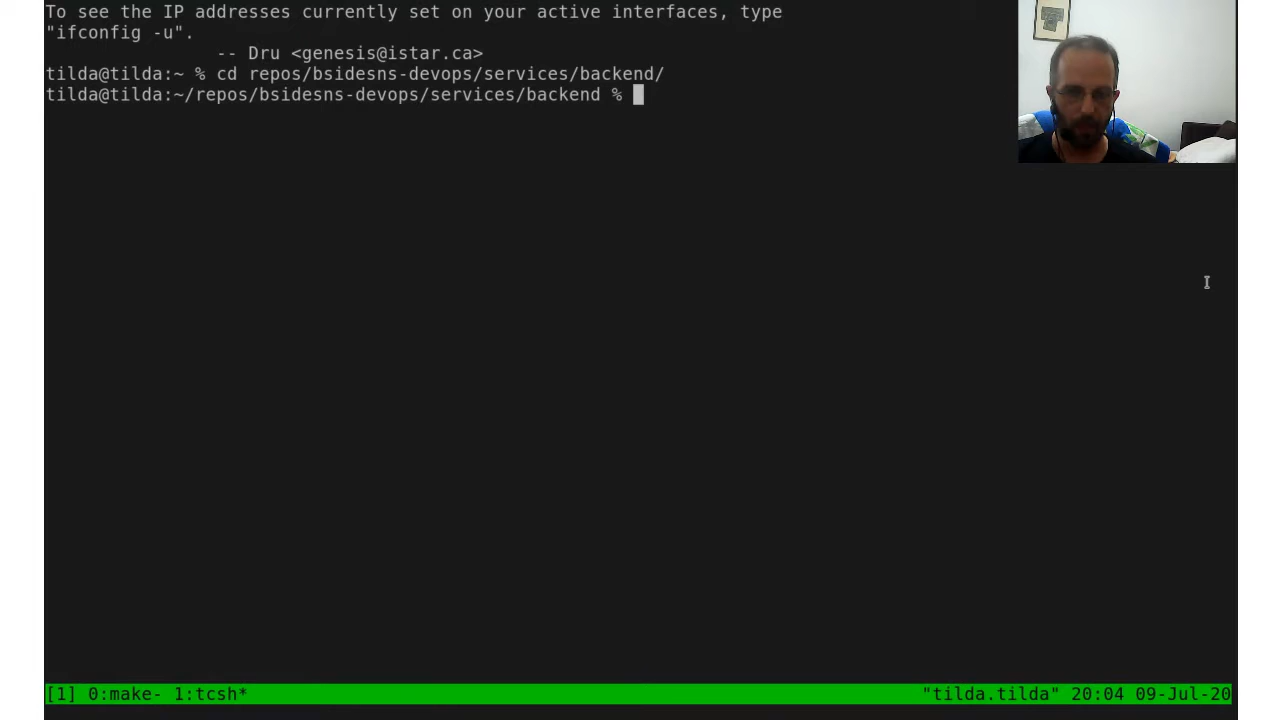 To see the IP addresses currently set on your active interfaces, type
"ifconfig -u".
-- Dru <genesis@istar.ca>
tilda@tilda:~ % cd repos/bsidesns-devops/services/backend/
tilda@tilda:~/repos/bsidesns-devops/services/backend %
[1] 0:make- 1:tcsh* "tilda.tilda" 20:04 09-Jul-20